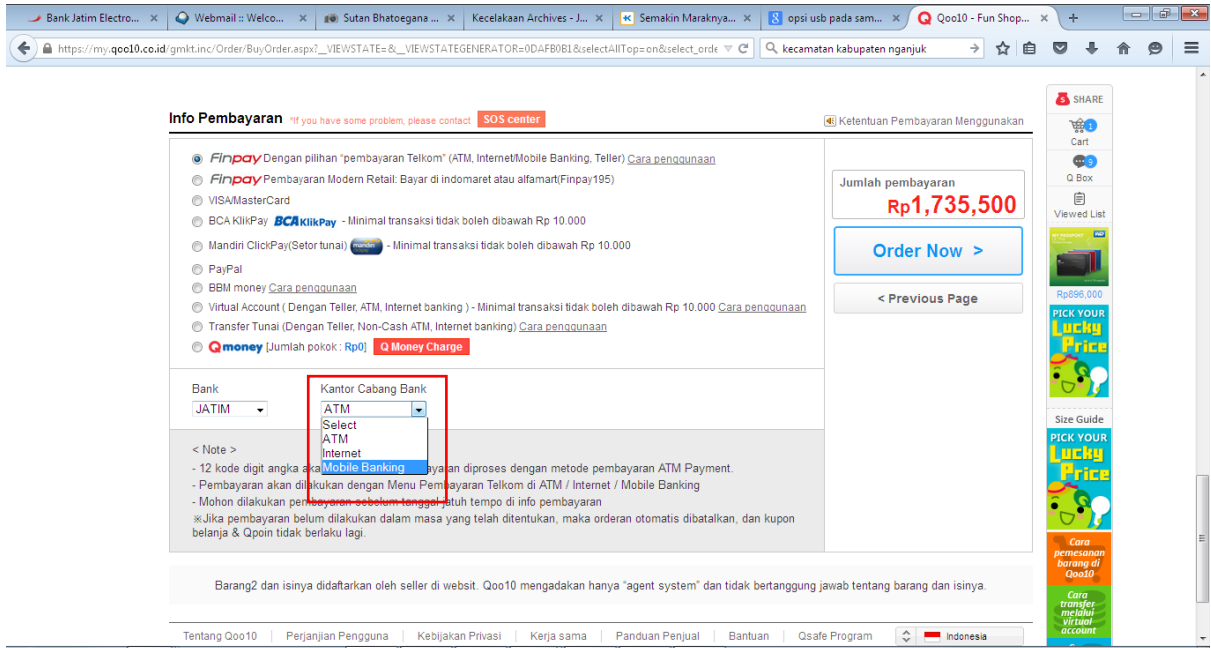 Bank Jatim Electro...
Webmail :: Welco...
Sutan Bhatoegana ...
Kecelakaan Archives - J...
Semakin Maraknya...
opsi usb pada sam...
Qoo10 - Fun Shop...
https://my.qoo10.co.id/gmkt.inc/Order/BuyOrder.aspx?_VIEWSTATE=&_VIEWSTATEGENERATOR=0DAFB0B1&selectAllTop=on&select_orde
kecamatan kabupaten nganjuk
Info Pembayaran *If you have some problem, please contact SOS center
Ketentuan Pembayaran Menggunakan
Finpay Dengan pilihan "pembayaran Telkom" (ATM, Internet/Mobile Banking, Teller) Cara penggunaan
Finpay Pembayaran Modern Retail: Bayar di indomaret atau alfamart(Finpay195)
VISA/MasterCard
BCA KlikPay BCA KlikPay - Minimal transaksi tidak boleh dibawah Rp 10.000
Mandiri ClickPay(Setor tunai) mandiri - Minimal transaksi tidak boleh dibawah Rp 10.000
PayPal
BBM money Cara penggunaan
Virtual Account ( Dengan Teller, ATM, Internet banking ) - Minimal transaksi tidak boleh dibawah Rp 10.000 Cara penggunaan
Transfer Tunai (Dengan Teller, Non-Cash ATM, Internet banking) Cara penggunaan
Qmoney [Jumlah pokok : Rp0] Q Money Charge
Jumlah pembayaran
Rp1,735,500
Order Now >
< Previous Page
Bank
JATIM
Kantor Cabang Bank
ATM
Select
ATM
Internet
Mobile Banking
< Note >
- 12 kode digit angka aka ayaran diproses dengan metode pembayaran ATM Payment.
- Pembayaran akan dilakukan dengan Menu Pembayaran Telkom di ATM / Internet / Mobile Banking
- Mohon dilakukan pembayaran sebelum tanggal jatuh tempo di info pembayaran
※Jika pembayaran belum dilakukan dalam masa yang telah ditentukan, maka orderan otomatis dibatalkan, dan kupon
belanja & Qpoin tidak berlaku lagi.
Barang2 dan isinya didaftarkan oleh seller di websit. Qoo10 mengadakan hanya "agent system" dan tidak bertanggung jawab tentang barang dan isinya.
Tentang Qoo10 | Perjanjian Pengguna | Kebijakan Privasi | Kerja sama | Panduan Penjual | Bantuan | Qsafe Program
Indonesia
SHARE
1
Cart
9
Q Box
Viewed List
WD
Rp896,000
PICK YOUR
Lucky
Price
Size Guide
PICK YOUR
Lucky
Price
Cara
pemesanan
barang di
Qoo10
Cara
transfer
melalui
virtual
account